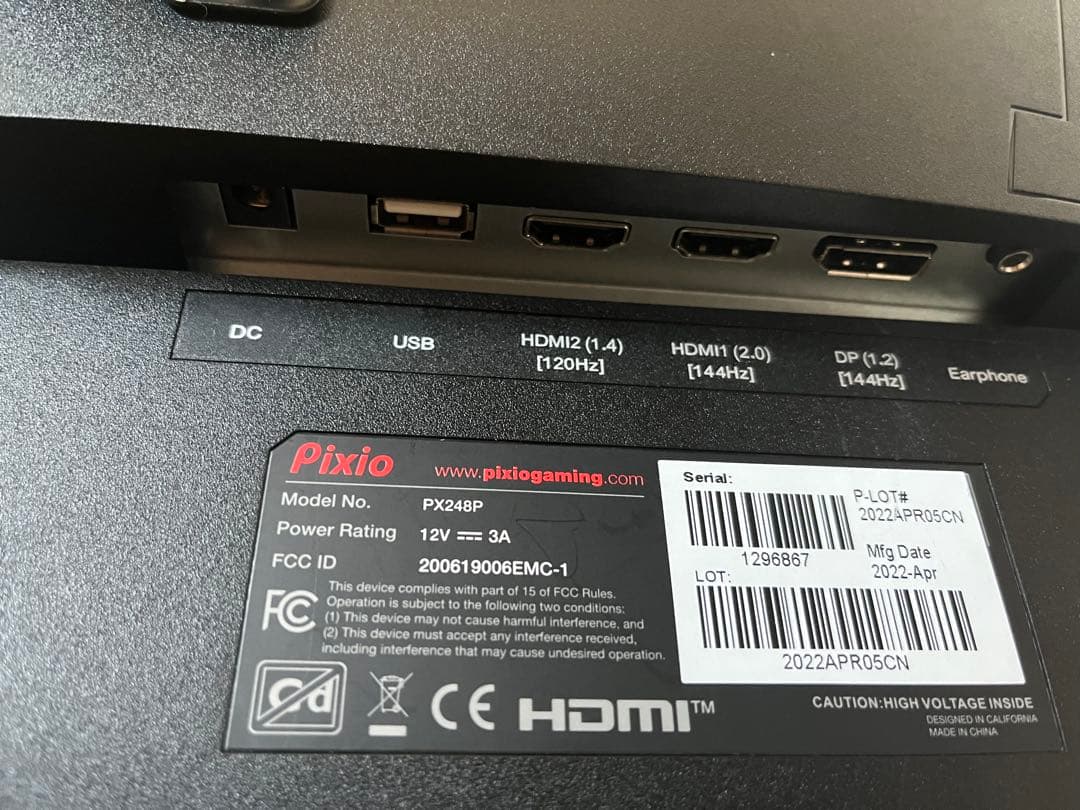 DC
USB
HDMI2 (1.4)
[120Hz]
HDMI1 (2.0)
[144Hz]
DP (1.2)
[144Hz]
Earphone
Pixio
www.pixiogaming.com
Model No. PX248P
Power Rating 12V ⎓ 3A
FCC ID 200619006EMC-1
FC
This device complies with part of 15 of FCC Rules.
Operation is subject to the following two conditions:
(1) This device may not cause harmful interference, and
(2) This device must accept any interference received,
including interference that may cause undesired operation.
Pb
CE
HDMI™
Serial:
1296867
P-LOT#
2022APR05CN
Mfg Date
2022-Apr
LOT:
2022APR05CN
CAUTION:HIGH VOLTAGE INSIDE
DESIGNED IN CALIFORNIA
MADE IN CHINA